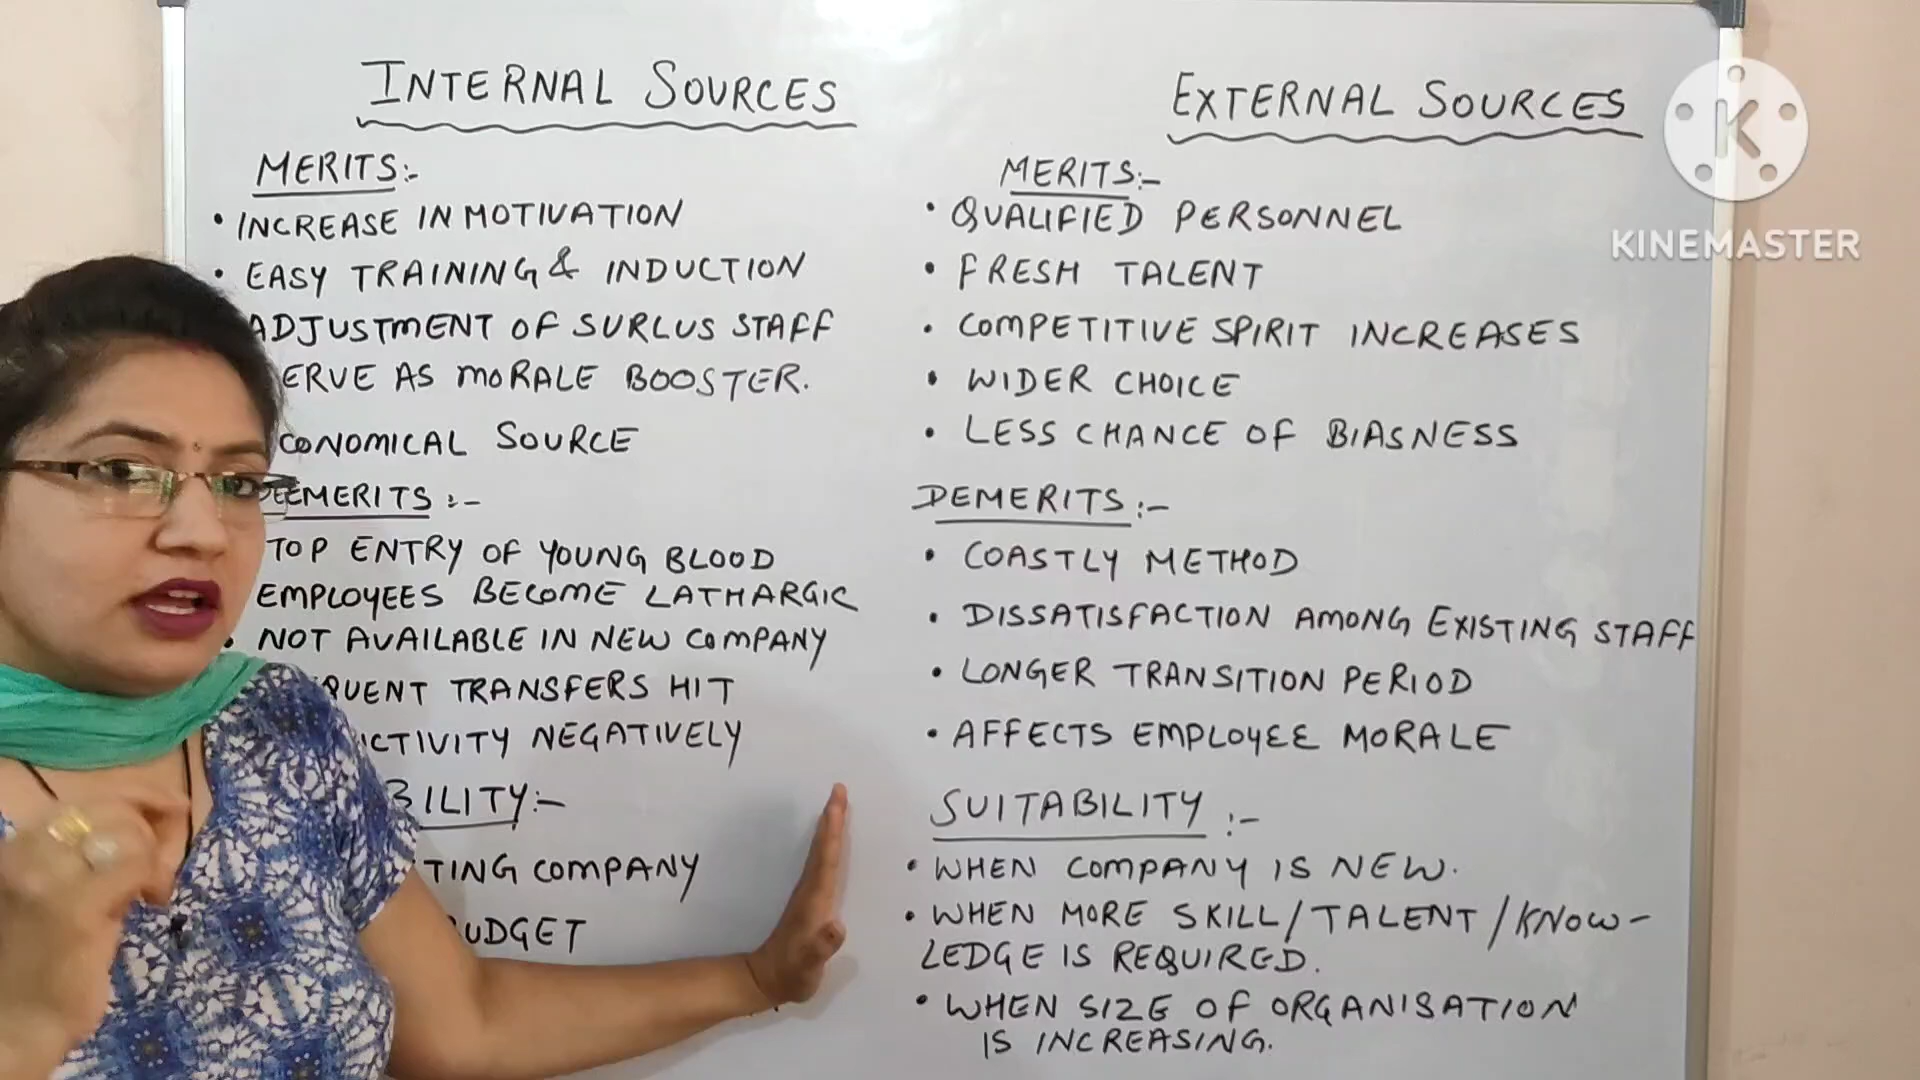 INTERNAL SOURCES
MERITS:-
• INCREASE IN MOTIVATION
• EASY TRAINING & INDUCTION
ADJUSTMENT OF SURLUS STAFF
ERVE AS MORALE BOOSTER.
CONOMICAL SOURCE
DEEMERITS :-
TOP ENTRY OF YOUNG BLOOD
EMPLOYEES BECOME LATHARGIC
• NOT AVAILABLE IN NEW COMPANY
QUENT TRANSFERS HIT
CTIVITY NEGATIVELY
BILITY:-
TING COMPANY
BUDGET
EXTERNAL SOURCES
MERITS:-
• QUALIFIED PERSONNEL
• FRESH TALENT
• COMPETITIVE SPIRIT INCREASES
• WIDER CHOICE
• LESS CHANCE OF BIASNESS
DEMERITS:-
• COASTLY METHOD
• DISSATISFACTION AMONG EXISTING STAFF
• LONGER TRANSITION PERIOD
• AFFECTS EMPLOYEE MORALE
SUITABILITY :-
• WHEN COMPANY IS NEW.
• WHEN MORE SKILL/TALENT/KNOW-
LEDGE IS REQUIRED.
• WHEN SIZE OF ORGANISATION
IS INCREASING.
K
KINEMASTER